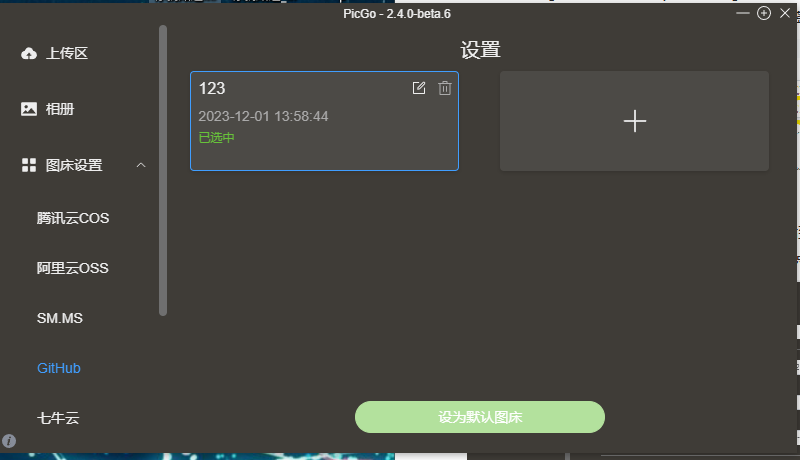 PicGo - 2.4.0-beta.6
上传区
相册
图床设置
腾讯云COS
阿里云OSS
SM.MS
GitHub
七牛云
设置
123
2023-12-01 13:58:44
已选中
设为默认图床